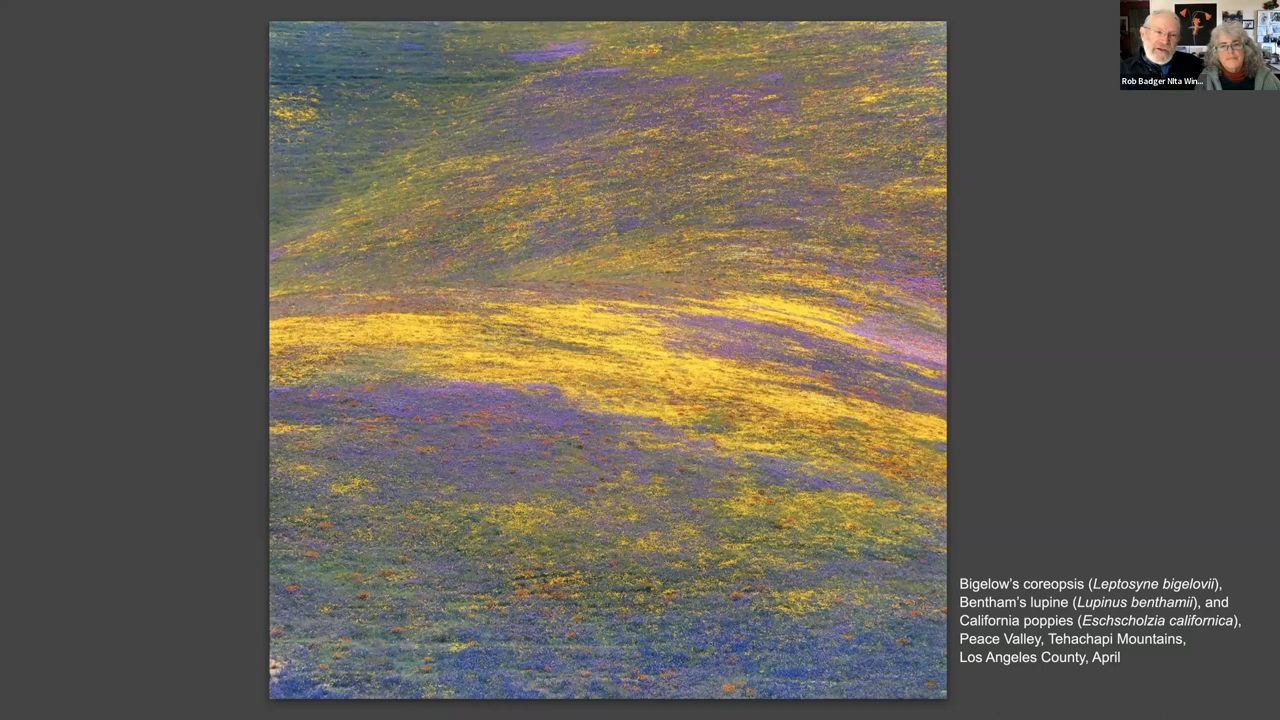 Rob Badger NIta Win...
Bigelow’s coreopsis (Leptosyne bigelovii),
Bentham’s lupine (Lupinus benthamii), and
California poppies (Eschscholzia californica),
Peace Valley, Tehachapi Mountains,
Los Angeles County, April